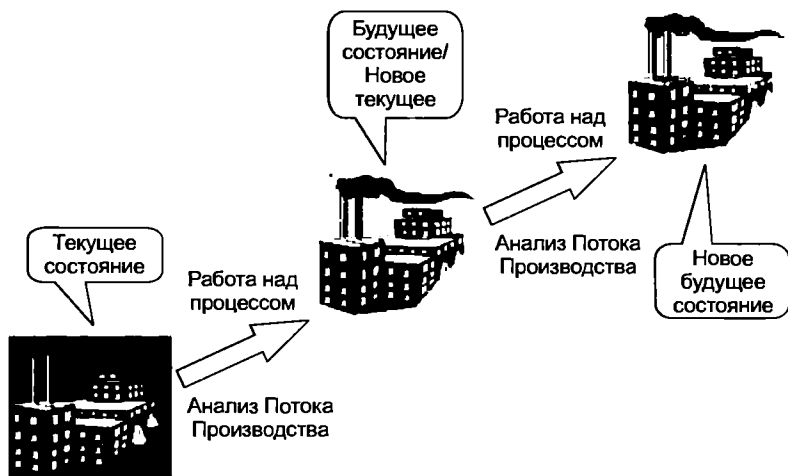 Будущее
состояние/
Новое
текущее
Работа над
процессом
Текущее
состояние
Анализ Потока
Производства
Новое
будущее
состояние
Работа над
процессом
Анализ Потока
Производства